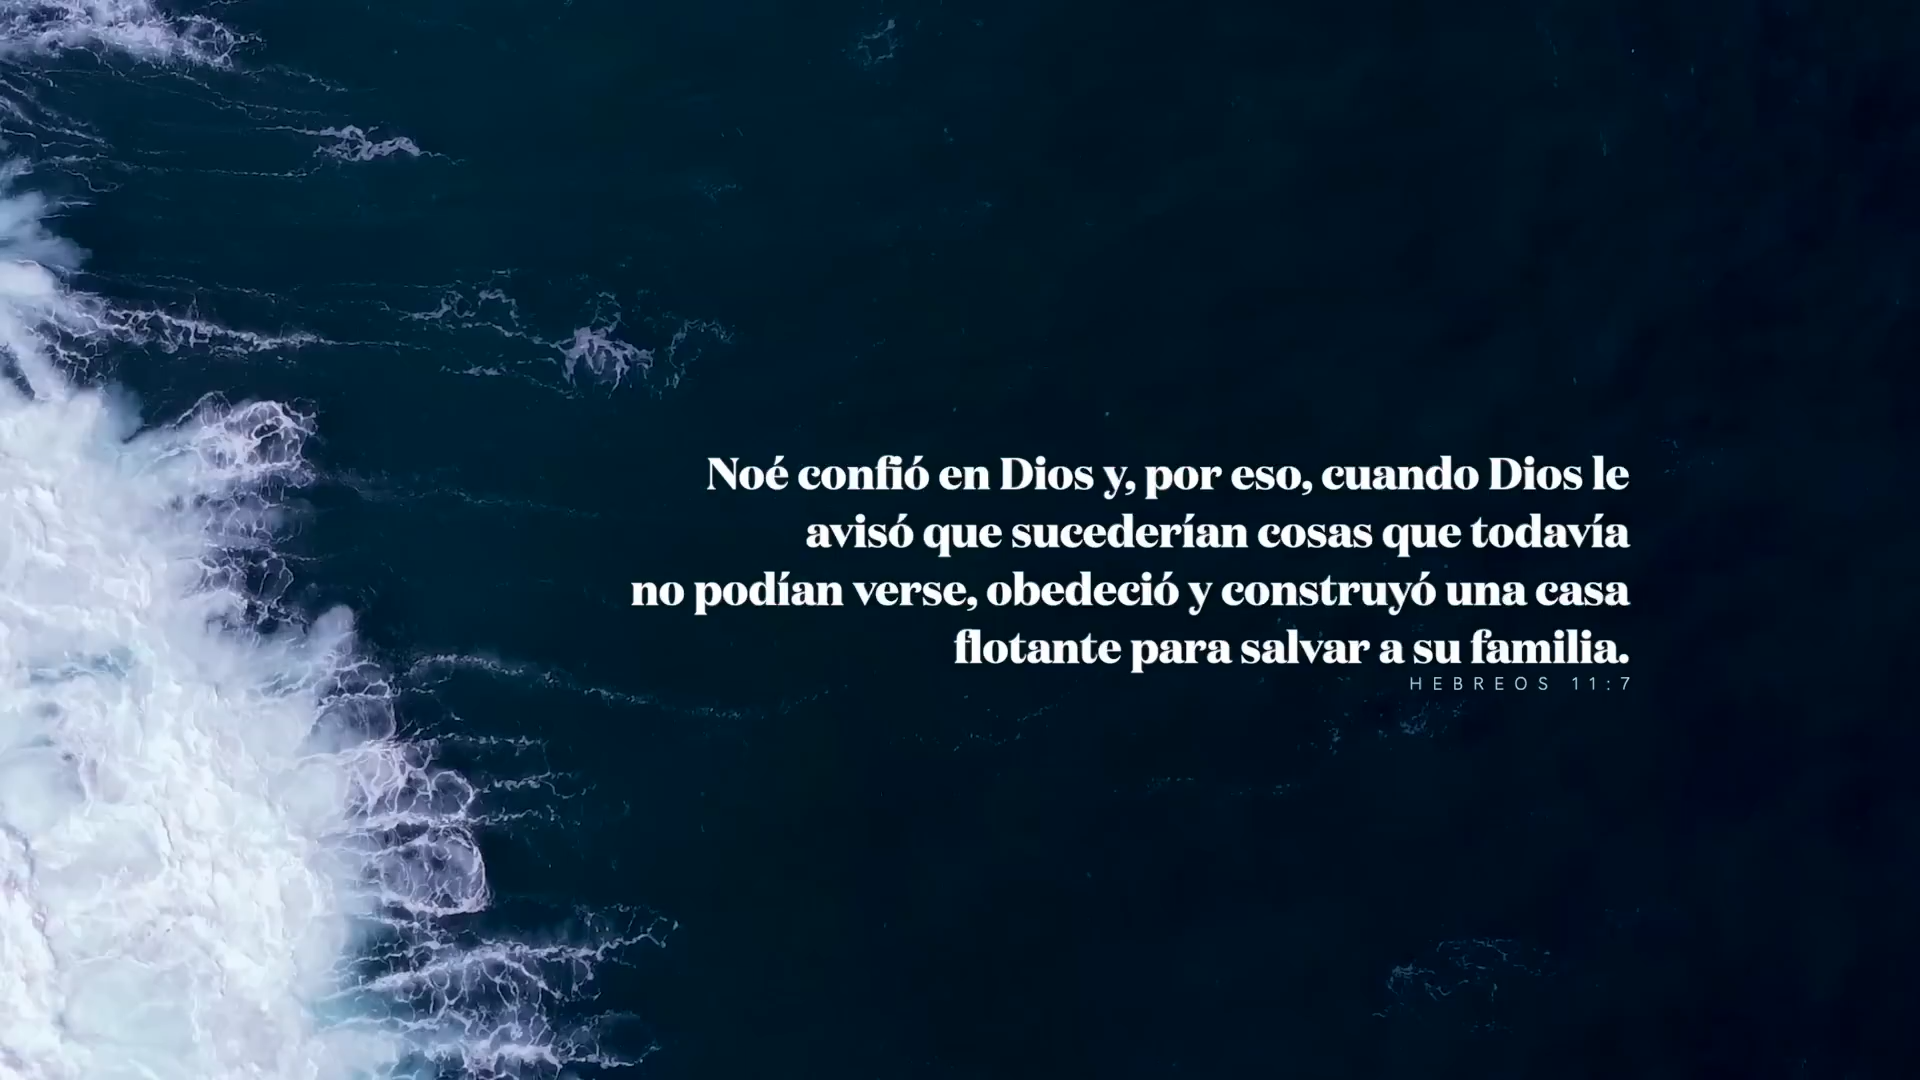 Noé confió en Dios y, por eso, cuando Dios le
avisó que sucederían cosas que todavía
no podían verse, obedeció y construyó una casa
flotante para salvar a su familia.
HEBREOS 11:7